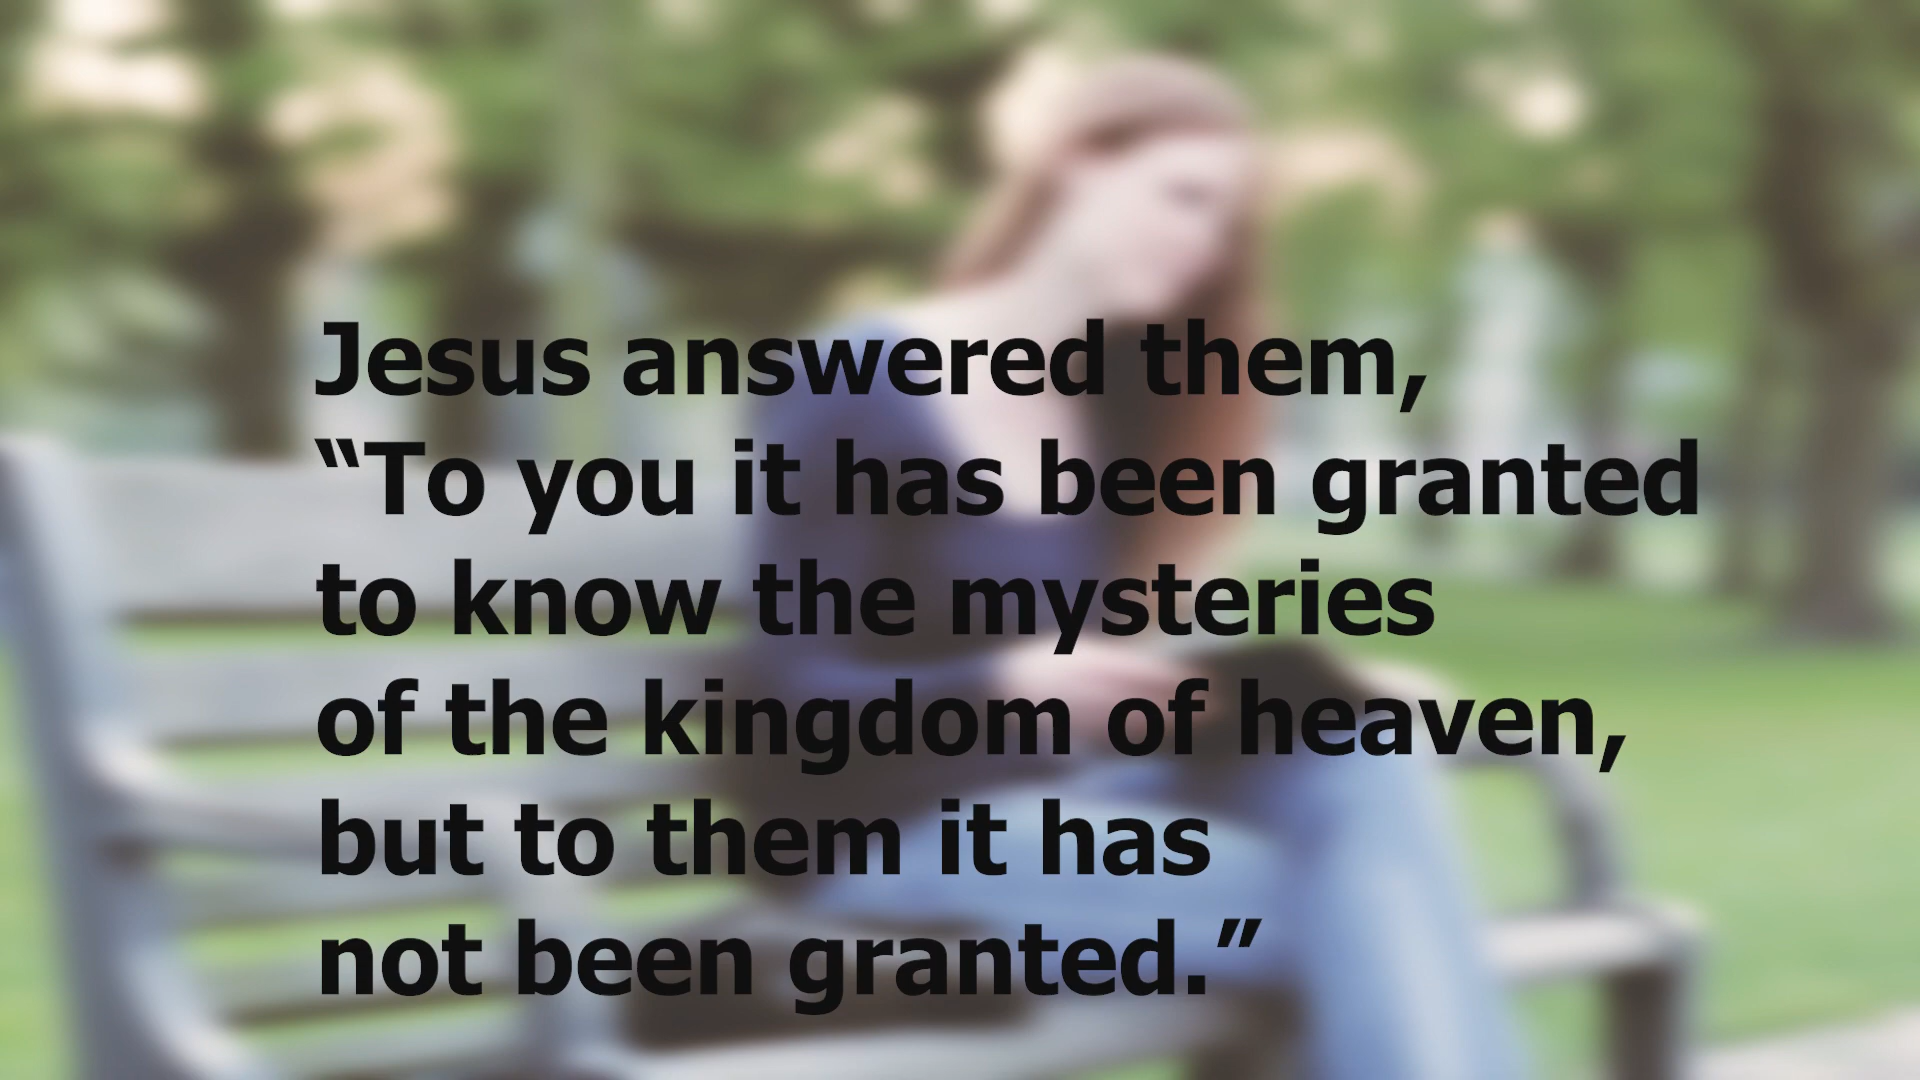 Jesus answered them,
“To you it has been granted
to know the mysteries
of the kingdom of heaven,
but to them it has
not been granted.”